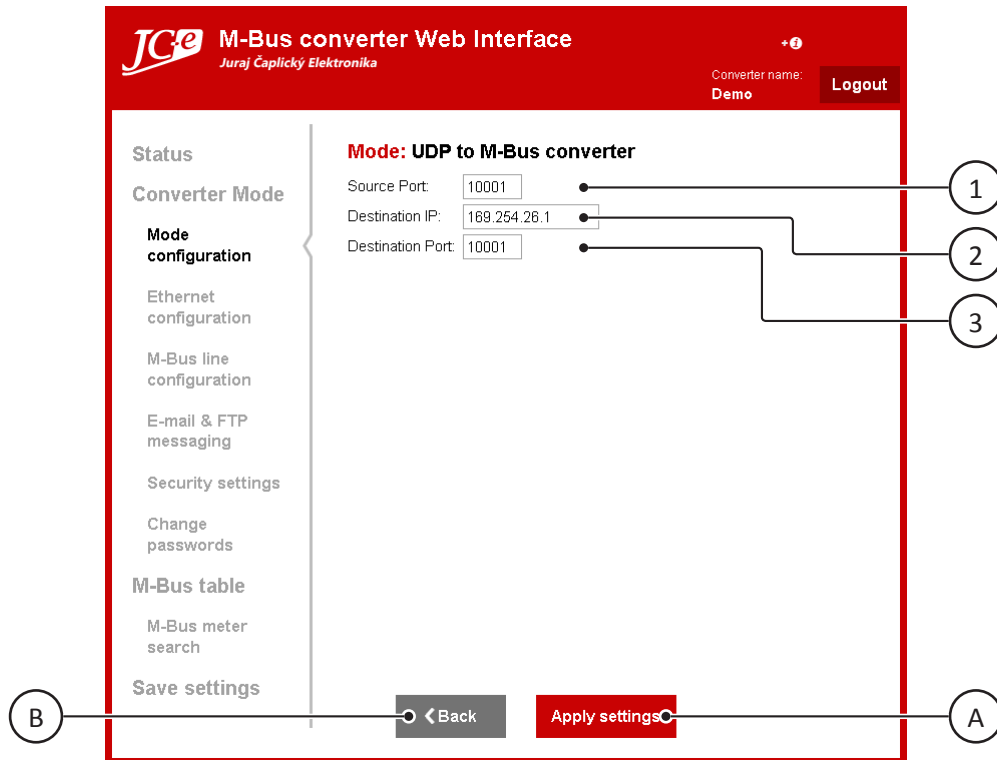 JC-e M-Bus converter Web Interface
Juraj Čaplický Elektronika
+i
Converter name:
Demo
Logout
Status
Converter Mode
Mode
configuration
Ethernet
configuration
M-Bus line
configuration
E-mail & FTP
messaging
Security settings
Change
passwords
M-Bus table
M-Bus meter
search
Save settings
Mode: UDP to M-Bus converter
Source Port: 10001
Destination IP: 169.254.26.1
Destination Port: 10001
1
2
3
B
Back
Apply settings
A